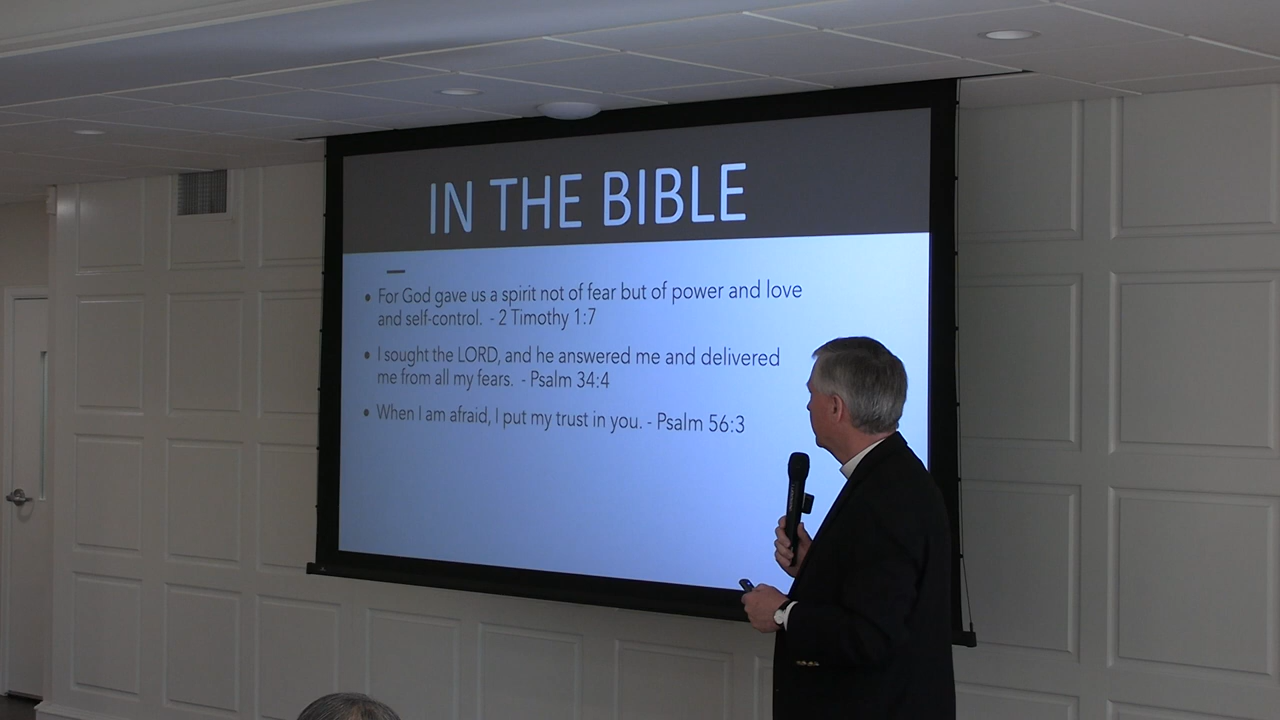 IN THE BIBLE
• For God gave us a spirit not of fear but of power and love
and self-control. - 2 Timothy 1:7
• I sought the LORD, and he answered me and delivered
me from all my fears. - Psalm 34:4
• When I am afraid, I put my trust in you. - Psalm 56:3